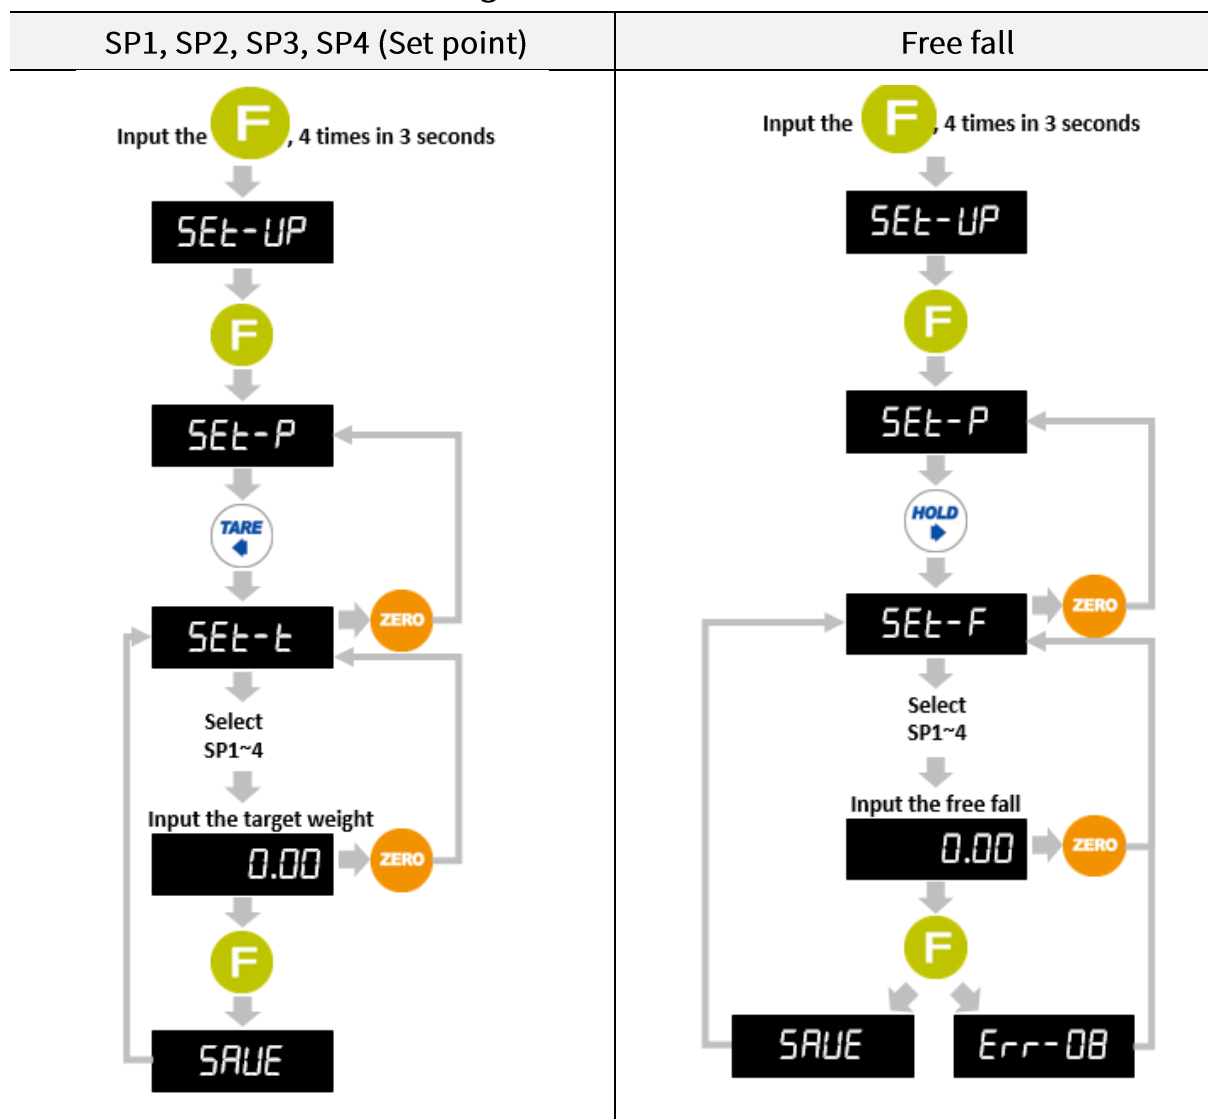 SP1, SP2, SP3, SP4 (Set point)
Input the F, 4 times in 3 seconds
SEt-UP
F
SEt-P
TARE
SEt-t
ZERO
Select
SP1~4
Input the target weight
0.00
ZERO
F
SAVE
Free fall
Input the F, 4 times in 3 seconds
SEt-UP
F
SEt-P
HOLD
SEt-F
ZERO
Select
SP1~4
Input the free fall
0.00
ZERO
F
SAVE
Err-08